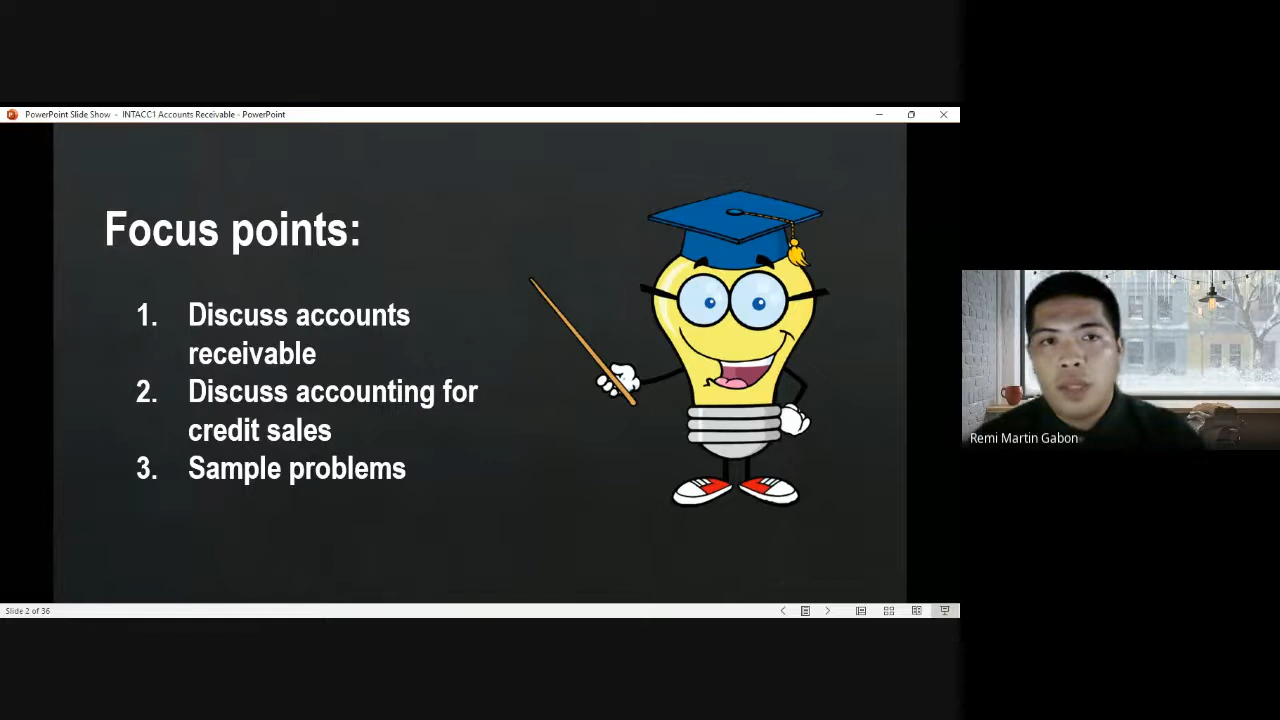 PowerPoint Slide Show - INTACC1 Accounts Receivable - PowerPoint
Focus points:
1. Discuss accounts
receivable
2. Discuss accounting for
credit sales
3. Sample problems
Remi Martin Gabon
Slide 2 of 36